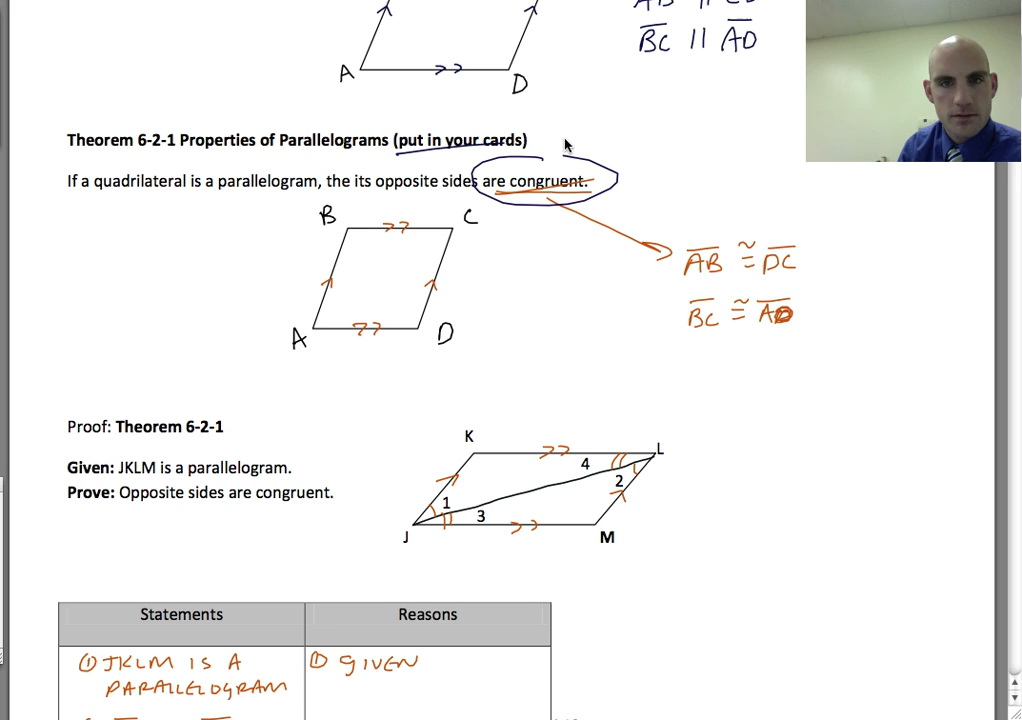 BC || AD
A
D
Theorem 6-2-1 Properties of Parallelograms (put in your cards)
If a quadrilateral is a parallelogram, the its opposite sides are congruent.
B
C
AB ≅ DC
BC ≅ AD
A
D
Proof: Theorem 6-2-1
K
L
4
Given: JKLM is a parallelogram.
2
Prove: Opposite sides are congruent.
1
3
J
M
Statements Reasons
① JKLM IS A ① GIVEN
PARALLELOGRAM